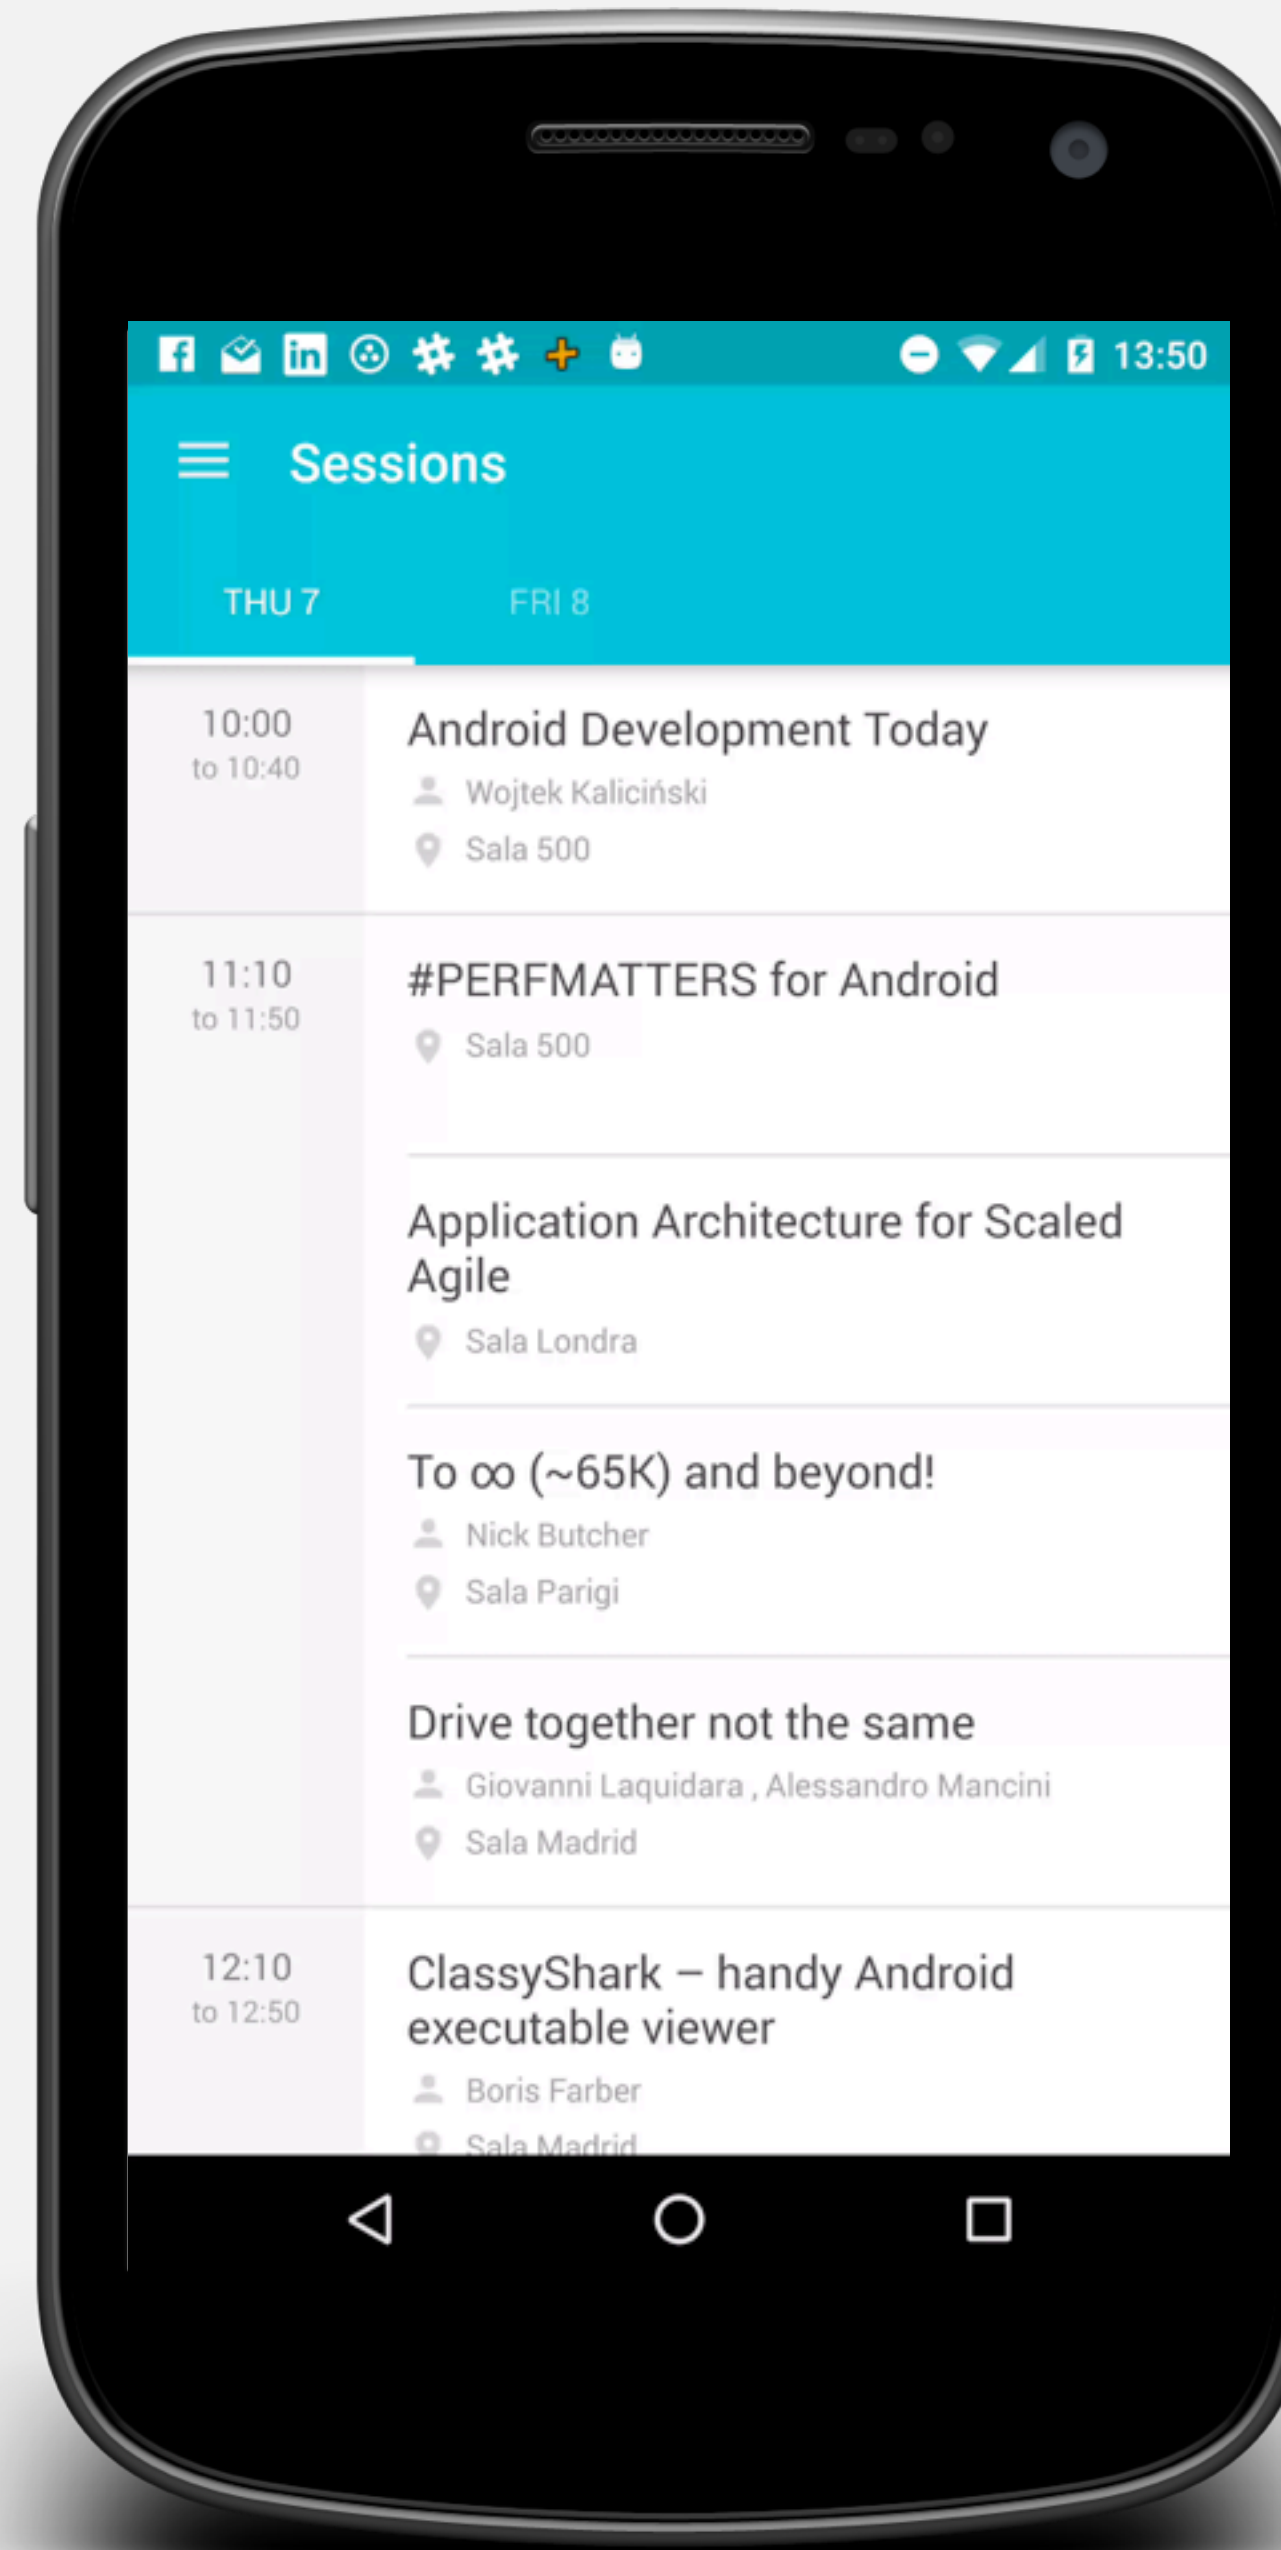 13:50
Sessions
THU 7 FRI 8
10:00
to 10:40
Android Development Today
Wojtek Kaliciński
Sala 500
11:10
to 11:50
#PERFMATTERS for Android
Sala 500
Application Architecture for Scaled
Agile
Sala Londra
To ∞ (~65K) and beyond!
Nick Butcher
Sala Parigi
Drive together not the same
Giovanni Laquidara , Alessandro Mancini
Sala Madrid
12:10
to 12:50
ClassyShark – handy Android
executable viewer
Boris Farber
Sala Madrid